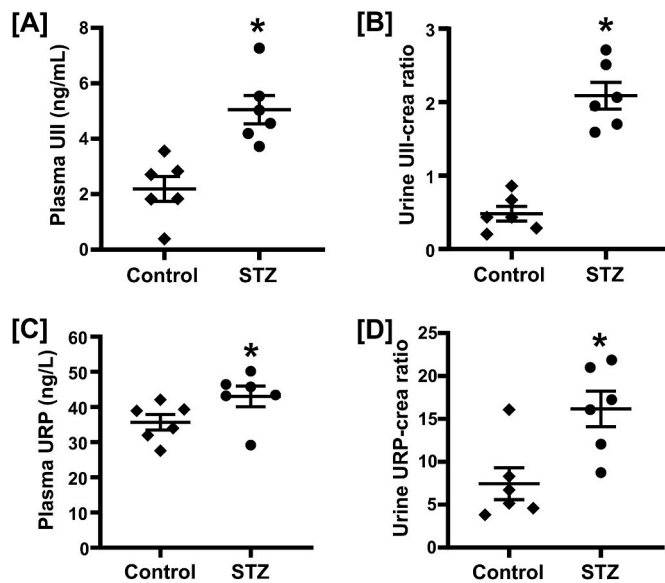 [A]
Plasma UII (ng/mL)
8
6
4
2
0
*
Control
STZ
[B]
Urine UII-crea ratio
3
2
1
0
*
Control
STZ
[C]
Plasma URP (ng/L)
60
50
40
30
20
10
0
*
Control
STZ
[D]
Urine URP-crea ratio
25
20
15
10
5
0
*
Control
STZ